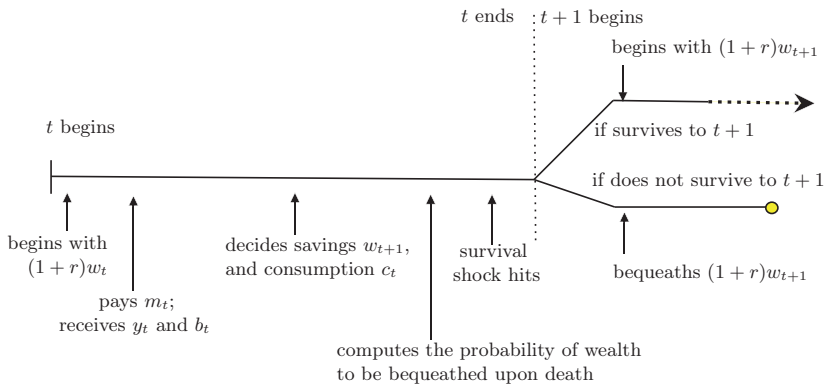 t ends t + 1 begins
begins with (1 + r)w_{t+1}
t begins
if survives to t + 1
if does not survive to t + 1
begins with
(1 + r)w_t
decides savings w_{t+1},
and consumption c_t
survival
shock hits
bequeaths (1 + r)w_{t+1}
pays m_t;
receives y_t and b_t
computes the probability of wealth
to be bequeathed upon death